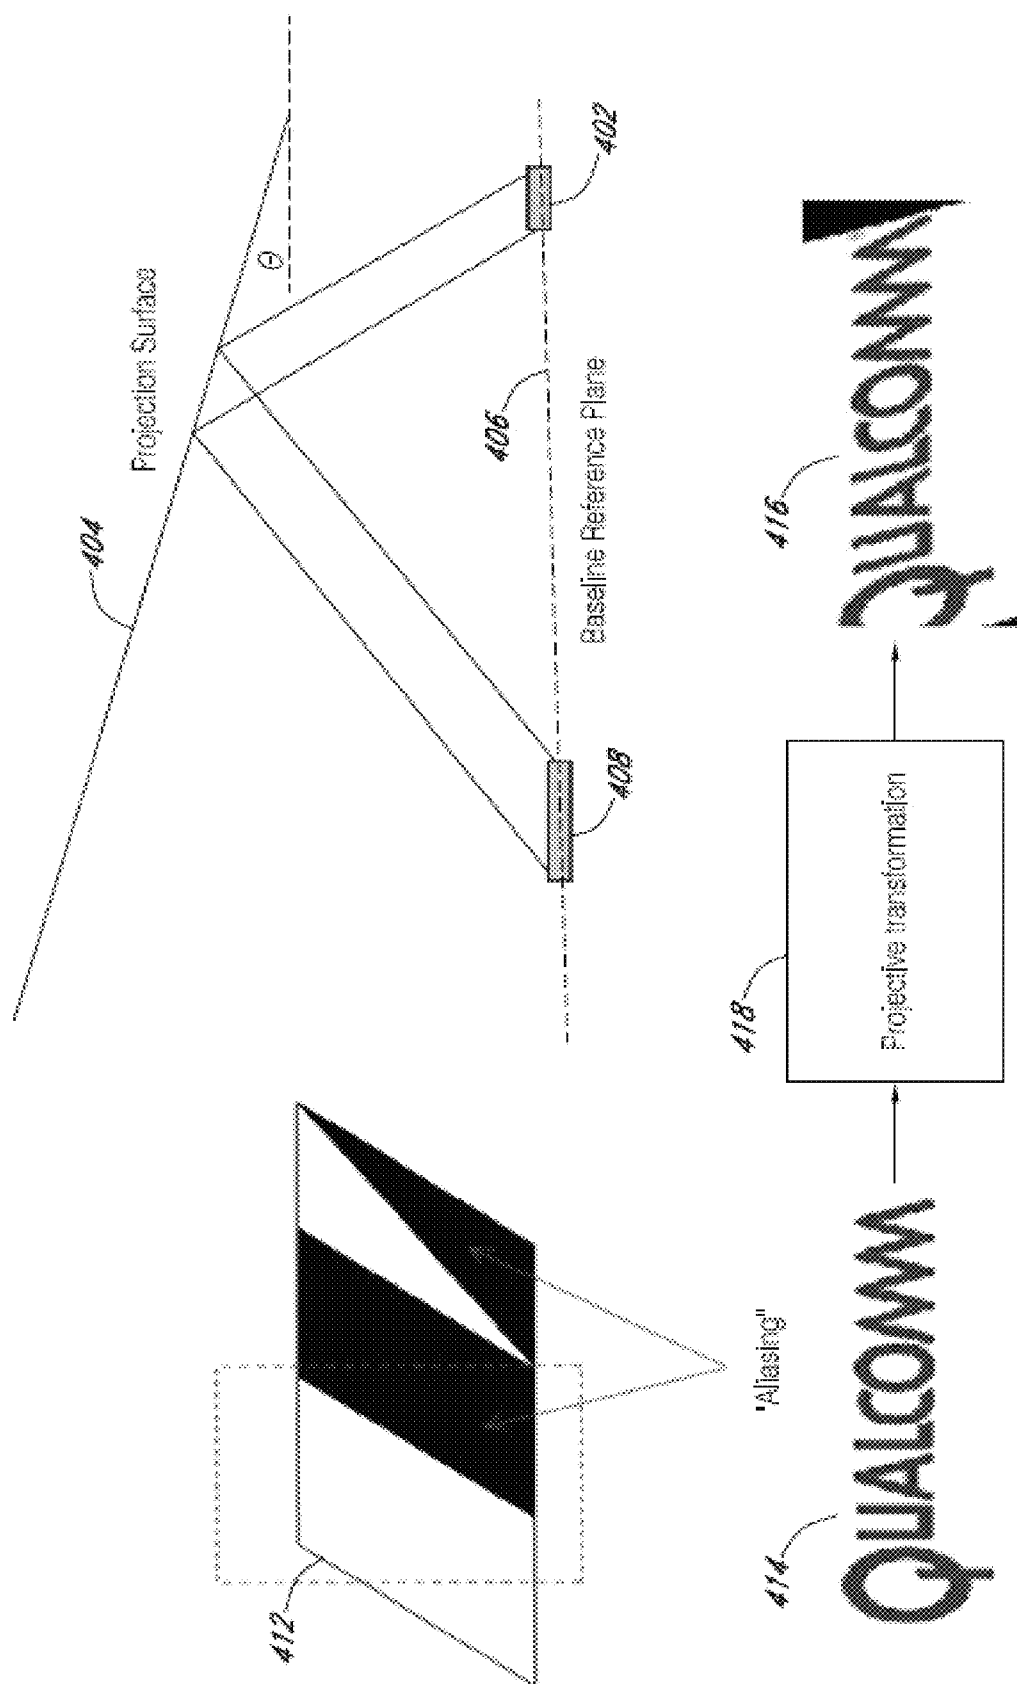 404
Projection Surface
θ
412
406
402
Baseline Reference Plane
408
"Aliasing"
414
418
416
QUALCOMM
Projective transformation
QUALCOMM